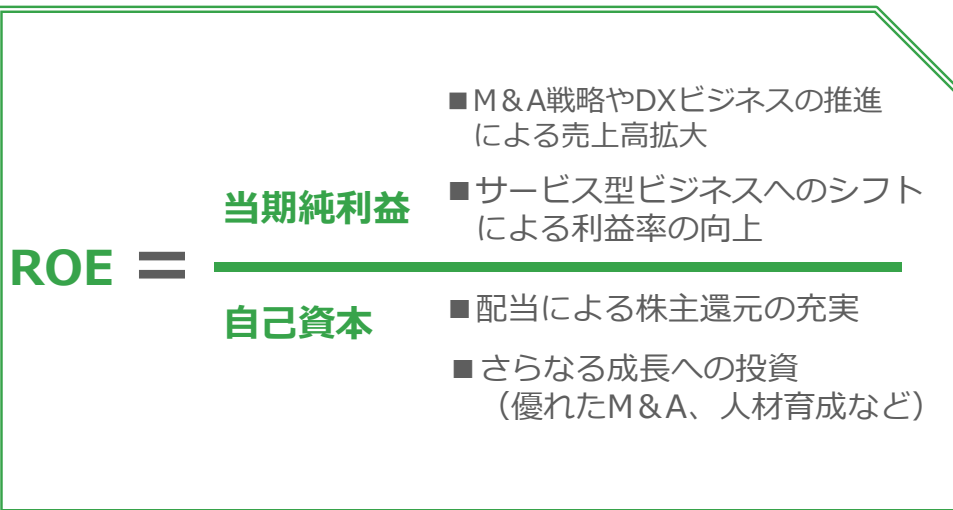 ■M&A戦略やDXビジネスの推進
による売上高拡大
当期純利益
■サービス型ビジネスへのシフト
による利益率の向上
ROE =
自己資本
■配当による株主還元の充実
■さらなる成長への投資
（優れたM&A、人材育成など）